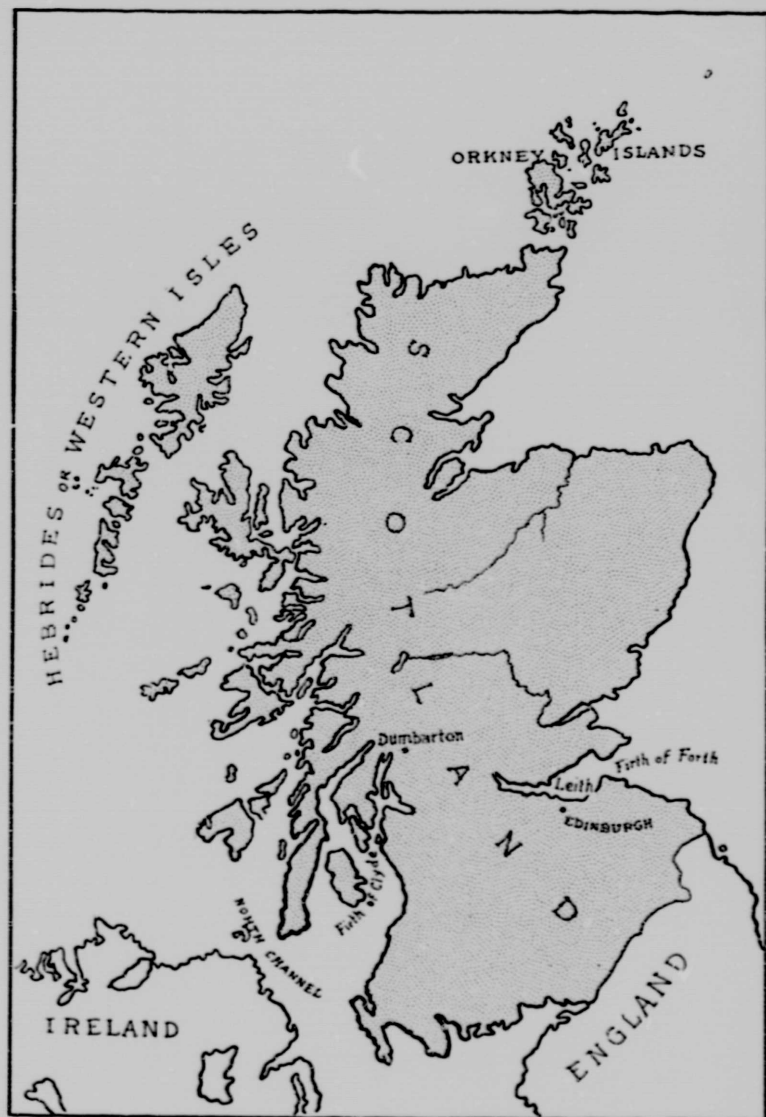 ORKNEY ISLANDS
HEBRIDES OR WESTERN ISLES
SCOTLAND
Dumbarton
Firth of Forth
Leith
EDINBURGH
Firth of Clyde
NORTH CHANNEL
IRELAND
ENGLAND